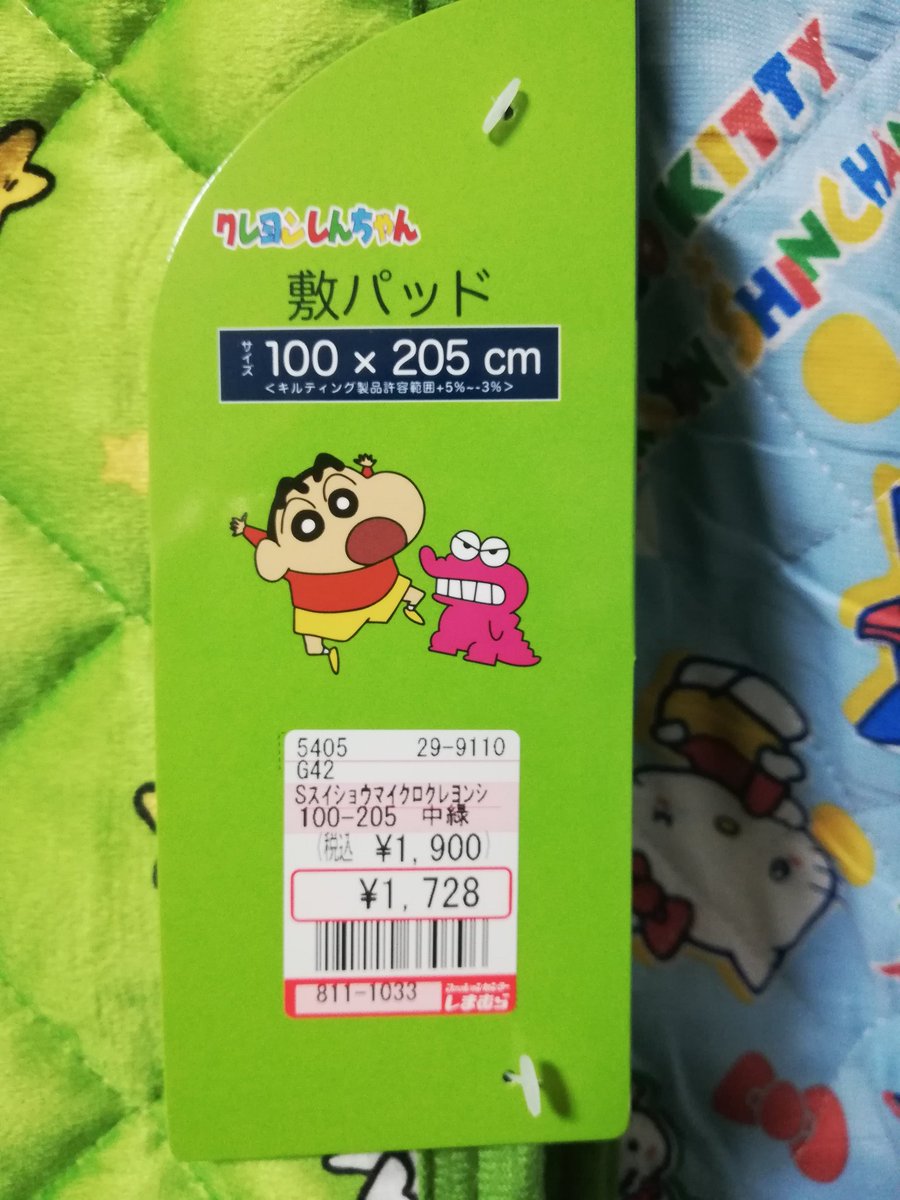 クレヨンしんちゃん
敷パッド
サイズ 100 × 205 cm
<キルティング製品許容範囲+5%~-3%>
5405 29-9110
G42
Sスイショウマイクロクレヨンシ
100-205 中緑
(税込 ¥1,900)
¥1,728
811-1033
しまむら
KITTY
SHINCHAN